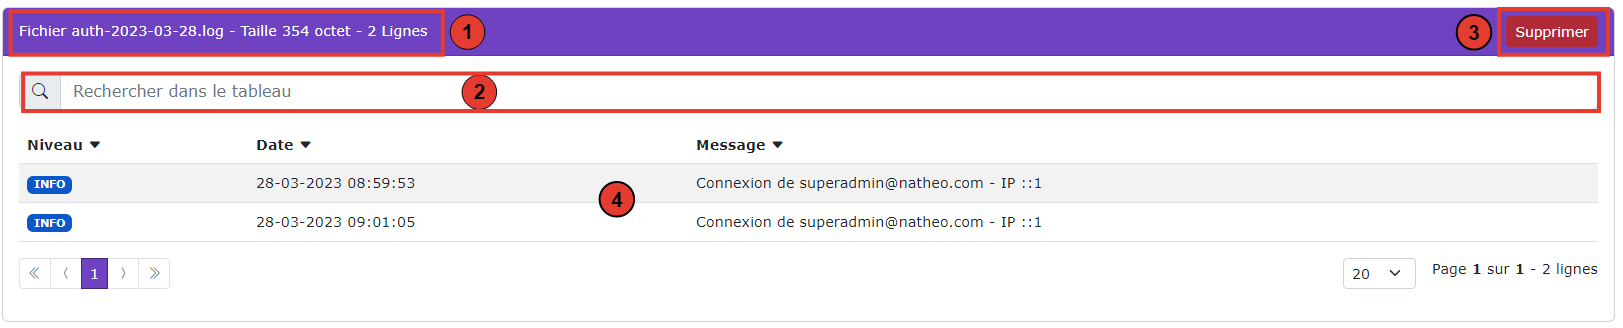 Fichier auth-2023-03-28.log - Taille 354 octet - 2 Lignes 1 3 Supprimer
Rechercher dans le tableau 2
Niveau Date Message
INFO 28-03-2023 08:59:53 Connexion de superadmin@natheo.com - IP ::1
4
INFO 28-03-2023 09:01:05 Connexion de superadmin@natheo.com - IP ::1
« ‹ 1 › » 20 Page 1 sur 1 - 2 lignes